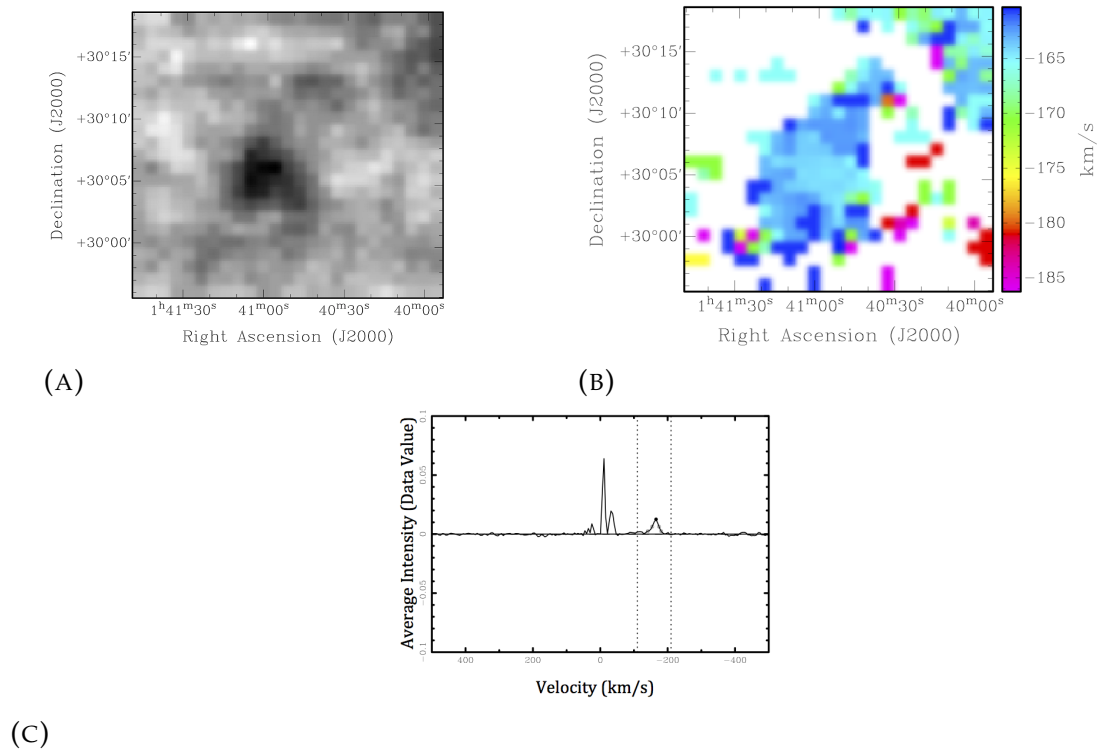 +30°15′
+30°10′
+30°05′
+30°00′
Declination (J2000)
1ʰ41ᵐ30ˢ 41ᵐ00ˢ 40ᵐ30ˢ 40ᵐ00ˢ
Right Ascension (J2000)
(A)
+30°15′
+30°10′
+30°05′
+30°00′
Declination (J2000)
1ʰ41ᵐ30ˢ 41ᵐ00ˢ 40ᵐ30ˢ 40ᵐ00ˢ
Right Ascension (J2000)
−165
−170
−175
−180
−185
km/s
(B)
Average Intensity (Data Value)
0.1
0.05
0
−0.05
−0.1
400 200 0 −200 −400
Velocity (km/s)
(C)